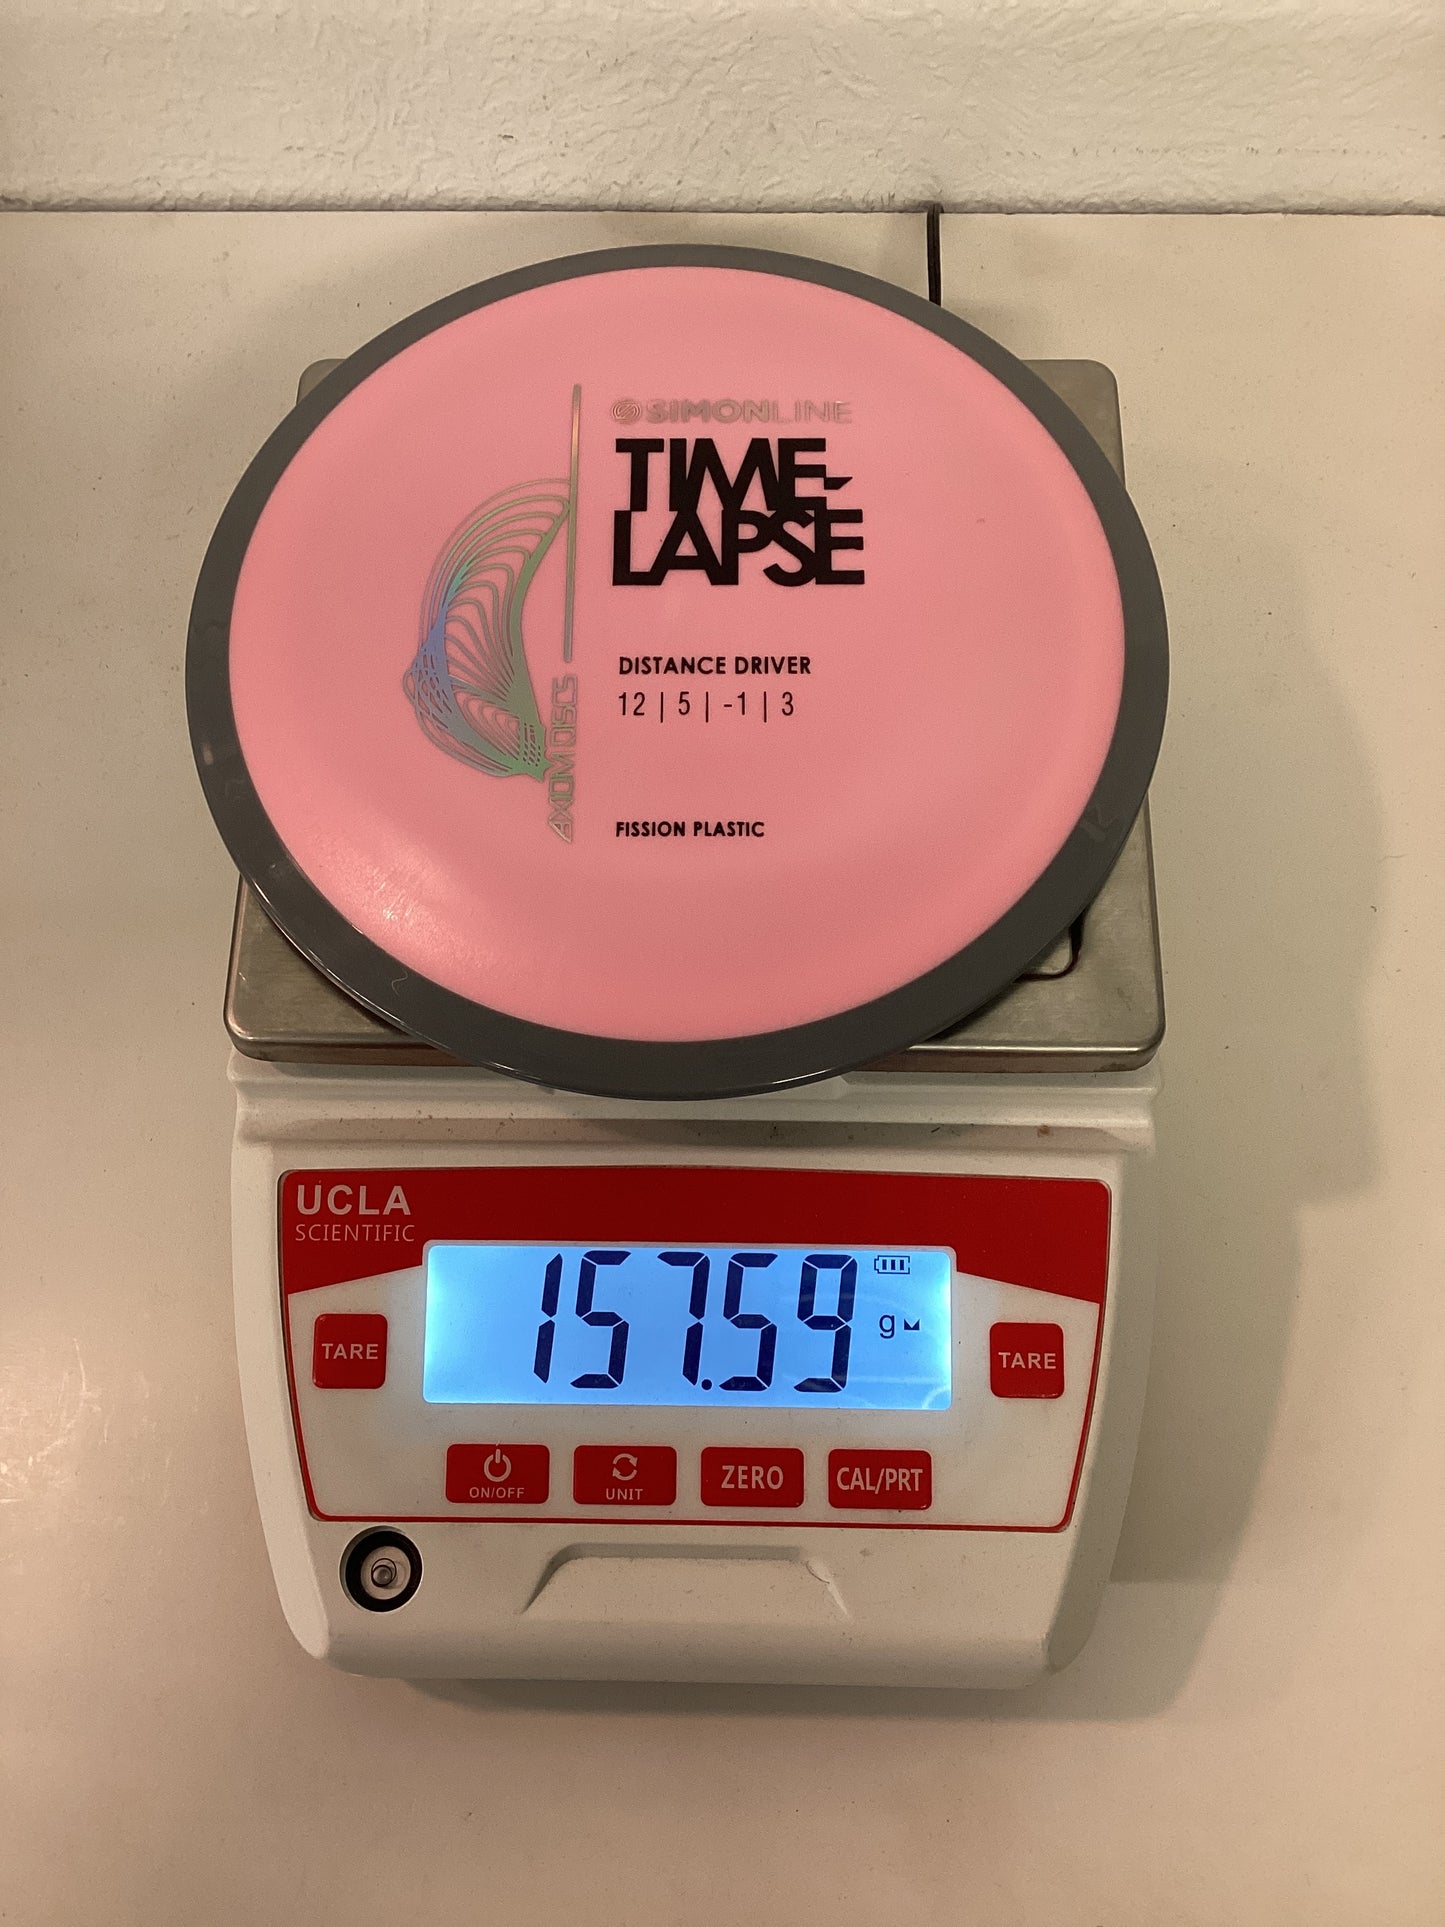 SIMONLINE
TIME-
LAPSE
DISTANCE DRIVER
12 | 5 | -1 | 3
AXIOM DISCS
FISSION PLASTIC
UCLA
SCIENTIFIC
157.59
g
TARE
TARE
ON/OFF
UNIT
ZERO
CAL/PRT